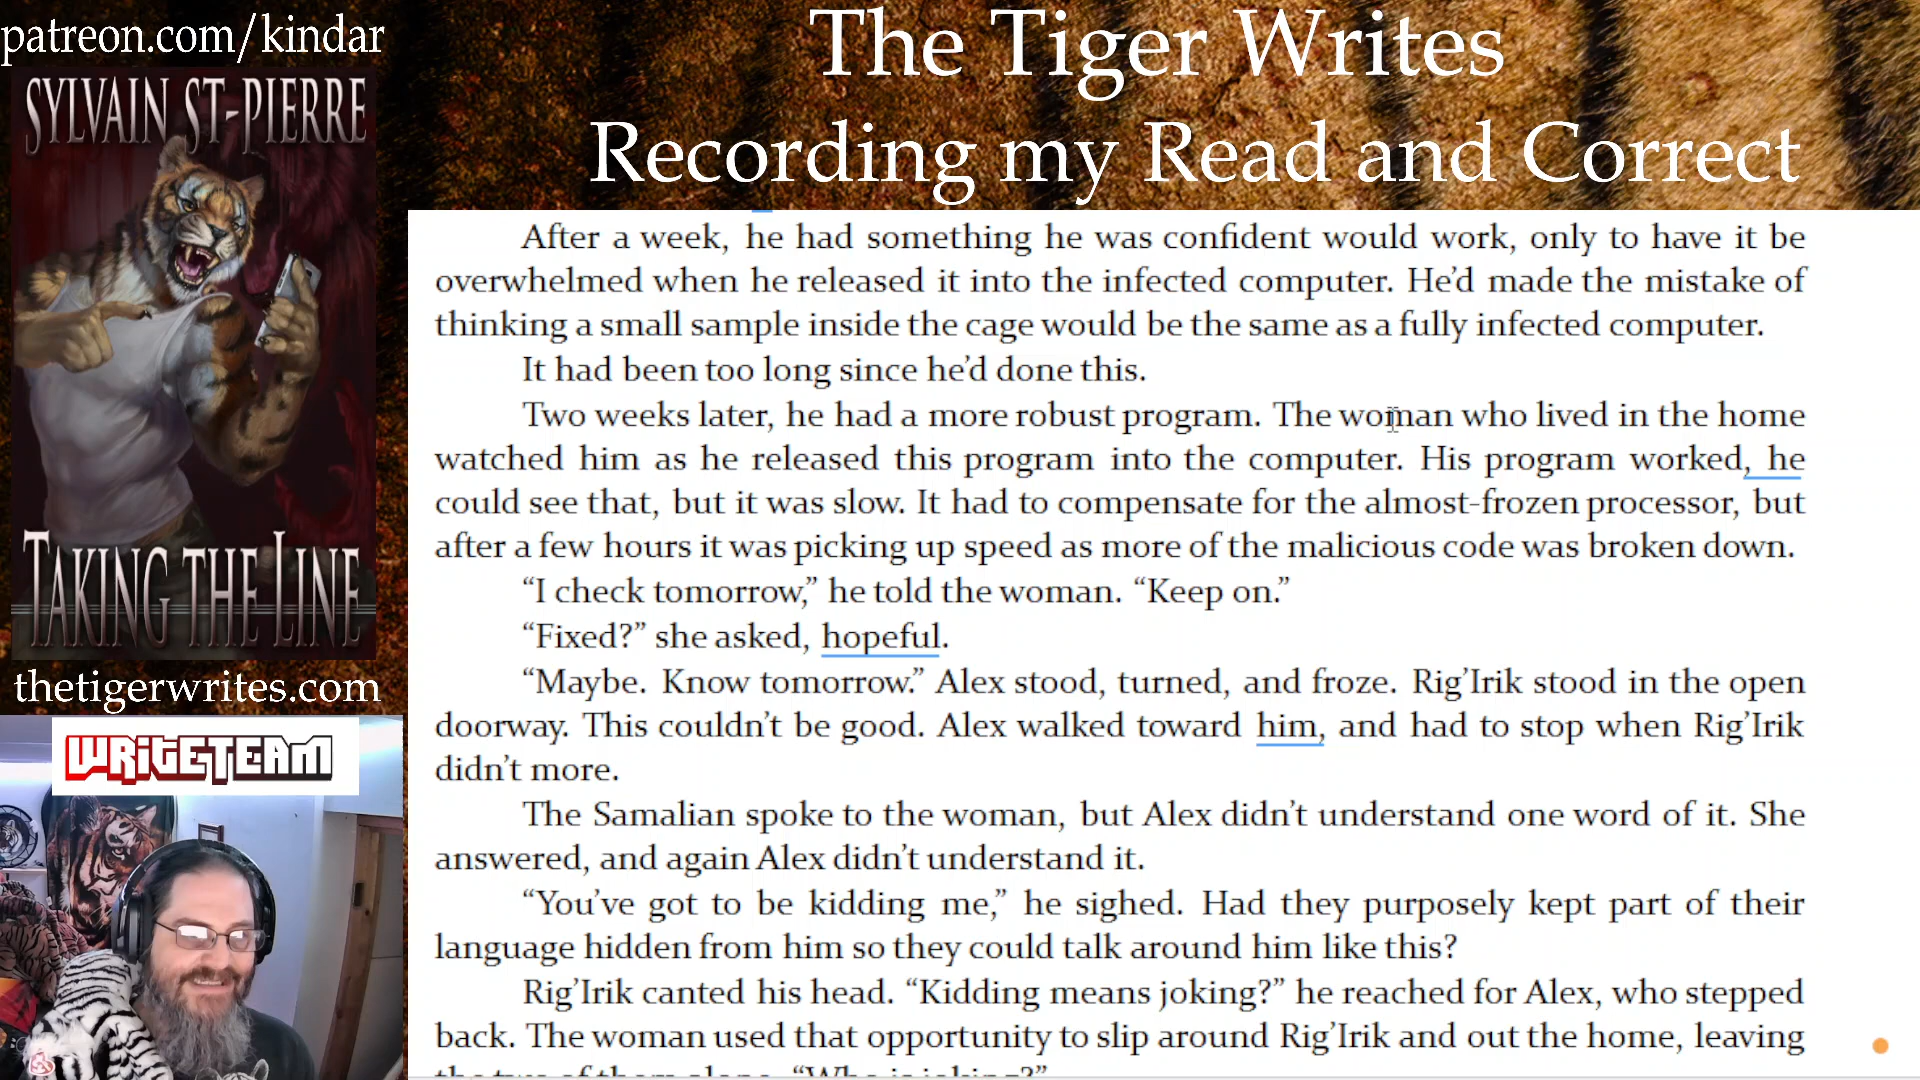 patreon.com/kindar
SYLVAIN ST-PIERRE
TAKING THE LINE
thetigerwrites.com
WRITETEAM
The Tiger Writes
Recording my Read and Correct
After a week, he had something he was confident would work, only to have it be
overwhelmed when he released it into the infected computer. He’d made the mistake of
thinking a small sample inside the cage would be the same as a fully infected computer.
It had been too long since he’d done this.
Two weeks later, he had a more robust program. The woman who lived in the home
watched him as he released this program into the computer. His program worked, he
could see that, but it was slow. It had to compensate for the almost-frozen processor, but
after a few hours it was picking up speed as more of the malicious code was broken down.
“I check tomorrow,” he told the woman. “Keep on.”
“Fixed?” she asked, hopeful.
“Maybe. Know tomorrow.” Alex stood, turned, and froze. Rig’Irik stood in the open
doorway. This couldn’t be good. Alex walked toward him, and had to stop when Rig’Irik
didn’t more.
The Samalian spoke to the woman, but Alex didn’t understand one word of it. She
answered, and again Alex didn’t understand it.
“You’ve got to be kidding me,” he sighed. Had they purposely kept part of their
language hidden from him so they could talk around him like this?
Rig’Irik canted his head. “Kidding means joking?” he reached for Alex, who stepped
back. The woman used that opportunity to slip around Rig’Irik and out the home, leaving
the two of them alone. “Who is joking?”